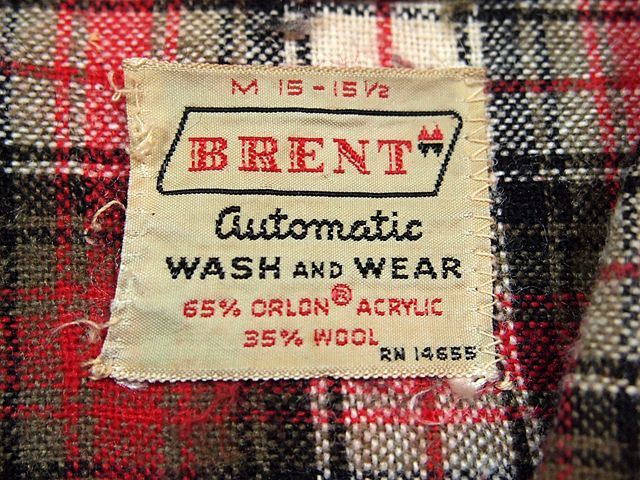 M 15-15½
BRENT
Automatic
WASH AND WEAR
65% ORLON® ACRYLIC
35% WOOL
RN 14655